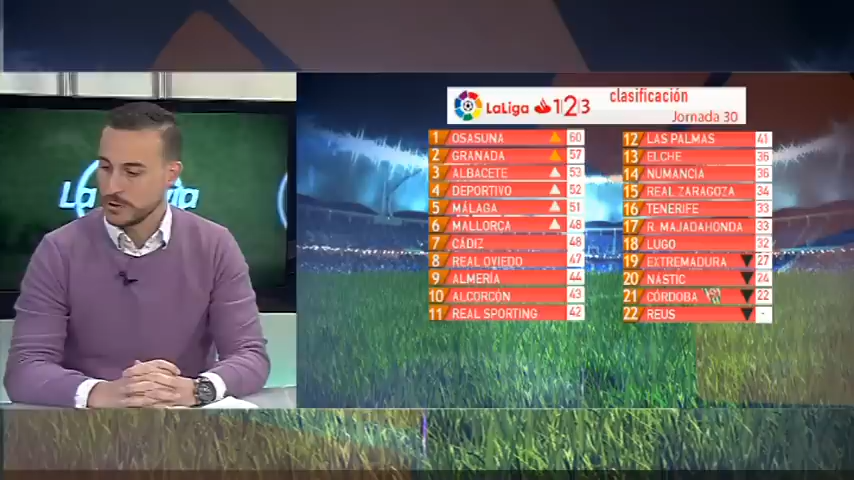 LaLiga 1|2|3
clasificación
Jornada 30
1 OSASUNA 60
2 GRANADA 57
3 ALBACETE 53
4 DEPORTIVO 52
5 MÁLAGA 51
6 MALLORCA 48
7 CÁDIZ 48
8 REAL OVIEDO 47
9 ALMERÍA 44
10 ALCORCÓN 43
11 REAL SPORTING 42
12 LAS PALMAS 41
13 ELCHE 36
14 NUMANCIA 36
15 REAL ZARAGOZA 34
16 TENERIFE 33
17 R. MAJADAHONDA 33
18 LUGO 32
19 EXTREMADURA 27
20 NÁSTIC 24
21 CÓRDOBA 22
22 REUS -